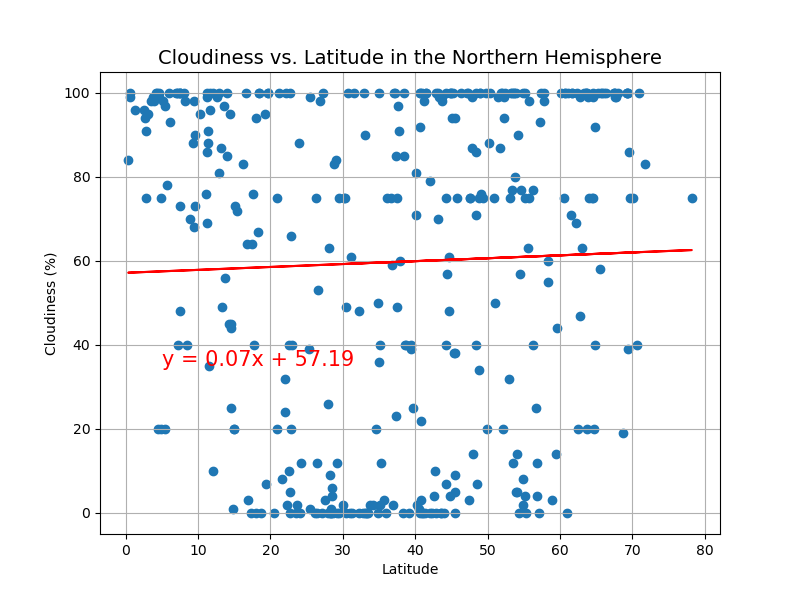 Cloudiness vs. Latitude in the Northern Hemisphere
100
80
60
40
20
0
Cloudiness (%)
y = 0.07x + 57.19
0 10 20 30 40 50 60 70 80
Latitude